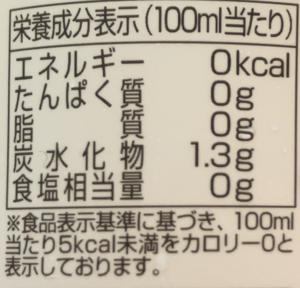 栄養成分表示(100ml当たり)
エネルギー 0kcal
たんぱく質 0g
脂質 0g
炭水化物 1.3g
食塩相当量 0g
※食品表示基準に基づき、100ml
当たり5kcal未満をカロリー0と
表示しております。